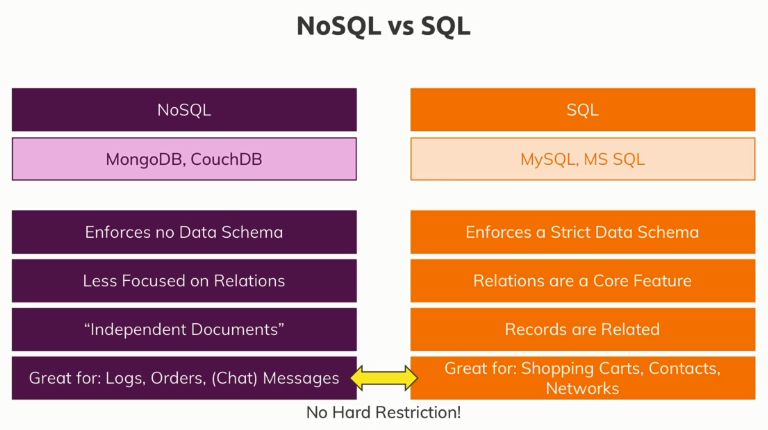 NoSQL vs SQL
NoSQL
SQL
MongoDB, CouchDB
MySQL, MS SQL
Enforces no Data Schema
Enforces a Strict Data Schema
Less Focused on Relations
Relations are a Core Feature
“Independent Documents”
Records are Related
Great for: Logs, Orders, (Chat) Messages
Great for: Shopping Carts, Contacts,
Networks
No Hard Restriction!